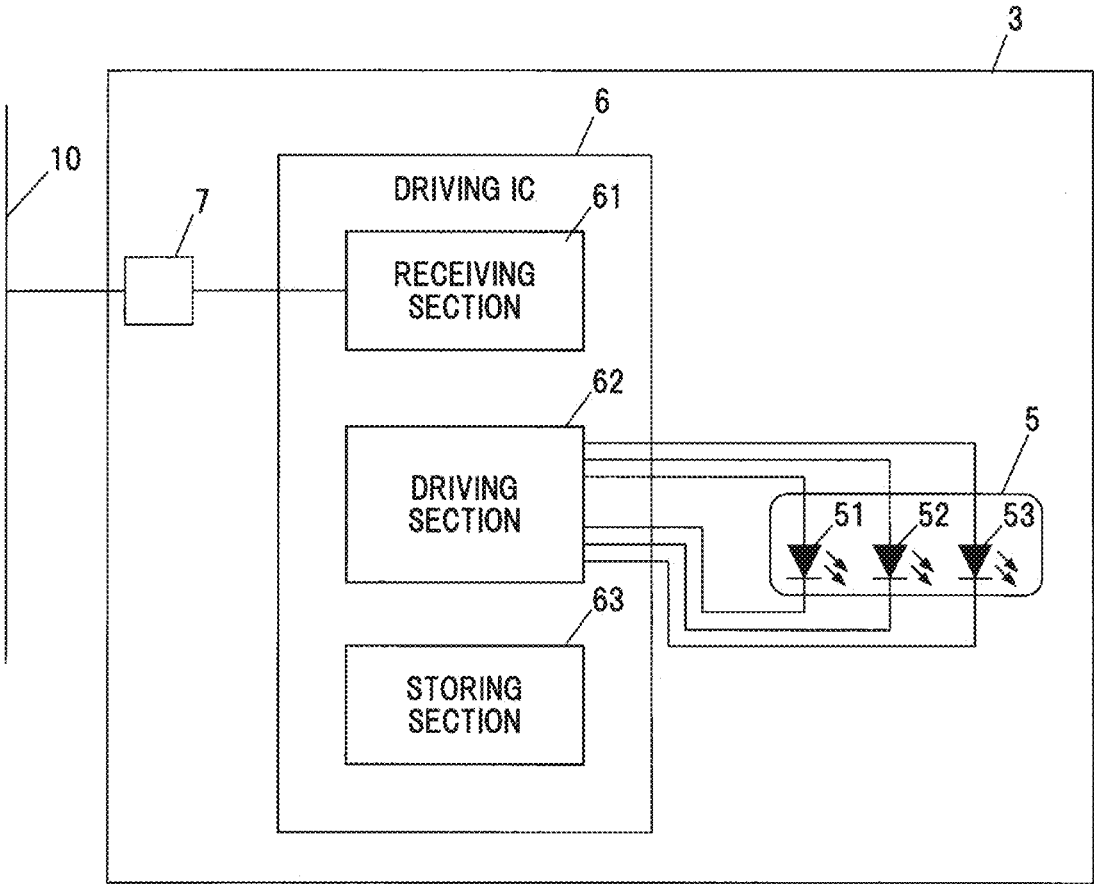 3
6
10
7
DRIVING IC
61
RECEIVING
SECTION
62
DRIVING
SECTION
5
51
52
53
63
STORING
SECTION